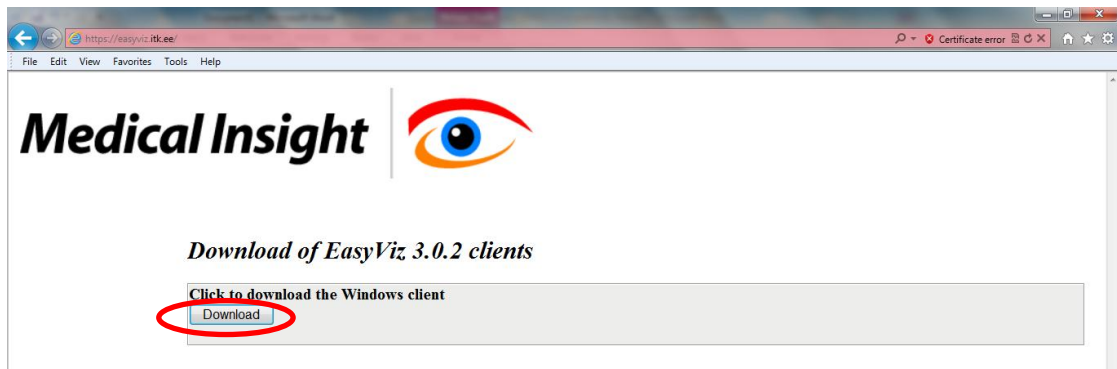 https://easyviz.itk.ee/
Certificate error
File Edit View Favorites Tools Help
Medical Insight
Download of EasyViz 3.0.2 clients
Click to download the Windows client
Download